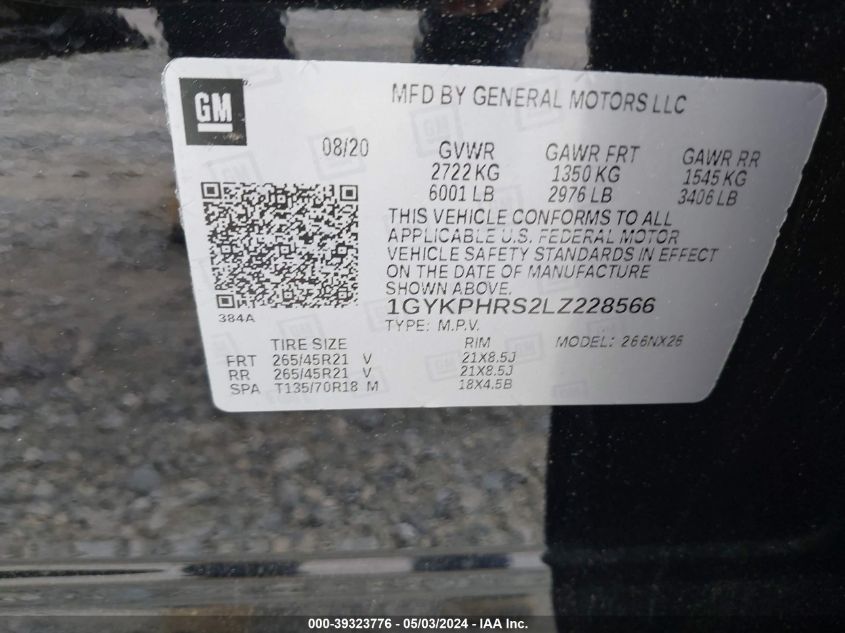 GM
MFD BY GENERAL MOTORS LLC
08/20 GVWR GAWR FRT GAWR RR
2722 KG 1350 KG 1545 KG
6001 LB 2976 LB 3406 LB
THIS VEHICLE CONFORMS TO ALL
APPLICABLE U.S. FEDERAL MOTOR
VEHICLE SAFETY STANDARDS IN EFFECT
ON THE DATE OF MANUFACTURE
SHOWN ABOVE.
384A
1GYKPHRS2LZ228566
TYPE: M.P.V.
TIRE SIZE RIM MODEL: 266NX26
FRT 265/45R21 V 21X8.5J
RR 265/45R21 V 21X8.5J
SPA T135/70R18 M 18X4.5B
000-39323776 - 05/03/2024 - IAA Inc.